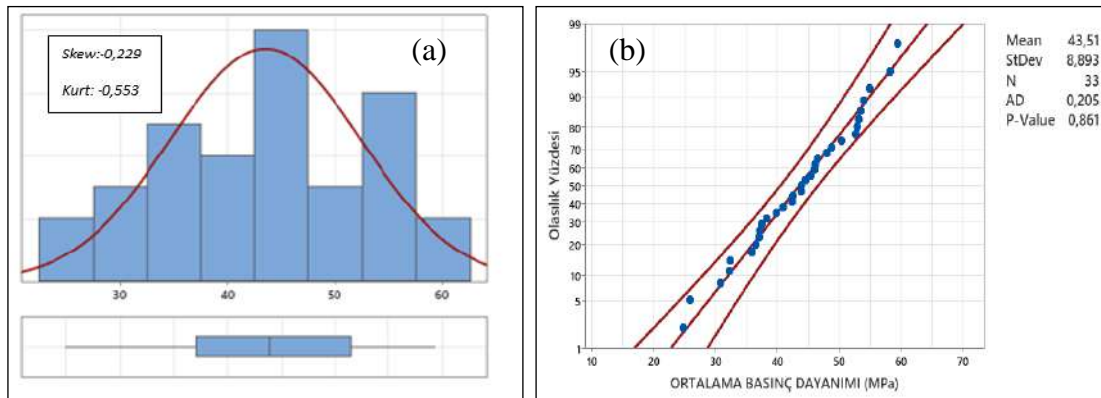 Skew:-0,229
Kurt: -0,553
(a)
30 40 50 60
(b)
99
95
90
80
70
60
50
40
30
20
10
5
1
Olasılık Yüzdesi
10 20 30 40 50 60 70
ORTALAMA BASINÇ DAYANIMI (MPa)
Mean 43,51
StDev 8,893
N 33
AD 0,205
P-Value 0,861